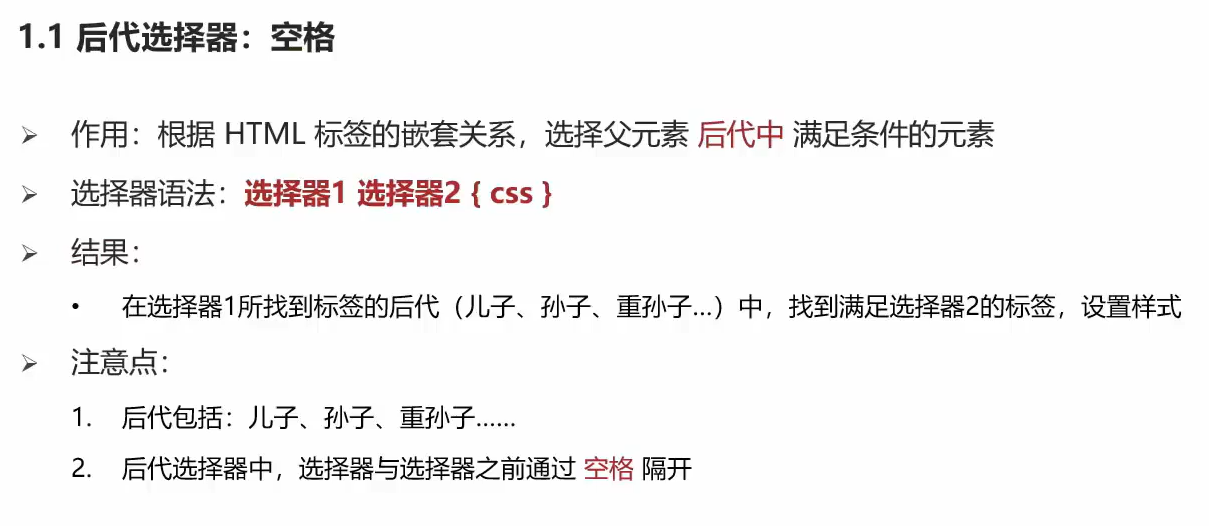 1.1 后代选择器：空格
➢ 作用：根据 HTML 标签的嵌套关系，选择父元素 后代中 满足条件的元素
➢ 选择器语法：选择器1 选择器2 { css }
➢ 结果：
• 在选择器1所找到标签的后代（儿子、孙子、重孙子…）中，找到满足选择器2的标签，设置样式
➢ 注意点：
1. 后代包括：儿子、孙子、重孙子……
2. 后代选择器中，选择器与选择器之前通过 空格 隔开